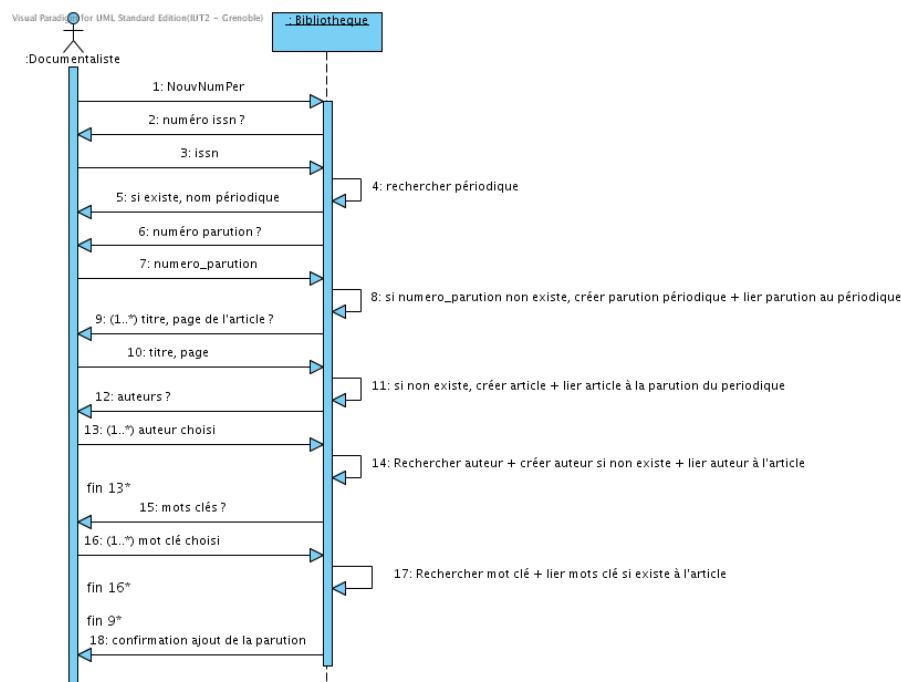 Visual Paradigm for UML Standard Edition(IUT2 - Grenoble)
: Bibliotheque
:Documentaliste
1: NouvNumPer
2: numéro issn ?
3: issn
4: rechercher périodique
5: si existe, nom périodique
6: numéro parution ?
7: numero_parution
8: si numero_parution non existe, créer parution périodique + lier parution au périodique
9: (1..*) titre, page de l'article ?
10: titre, page
11: si non existe, créer article + lier article à la parution du periodique
12: auteurs ?
13: (1..*) auteur choisi
14: Rechercher auteur + créer auteur si non existe + lier auteur à l'article
fin 13*
15: mots clés ?
16: (1..*) mot clé choisi
17: Rechercher mot clé + lier mots clé si existe à l'article
fin 16*
fin 9*
18: confirmation ajout de la parution